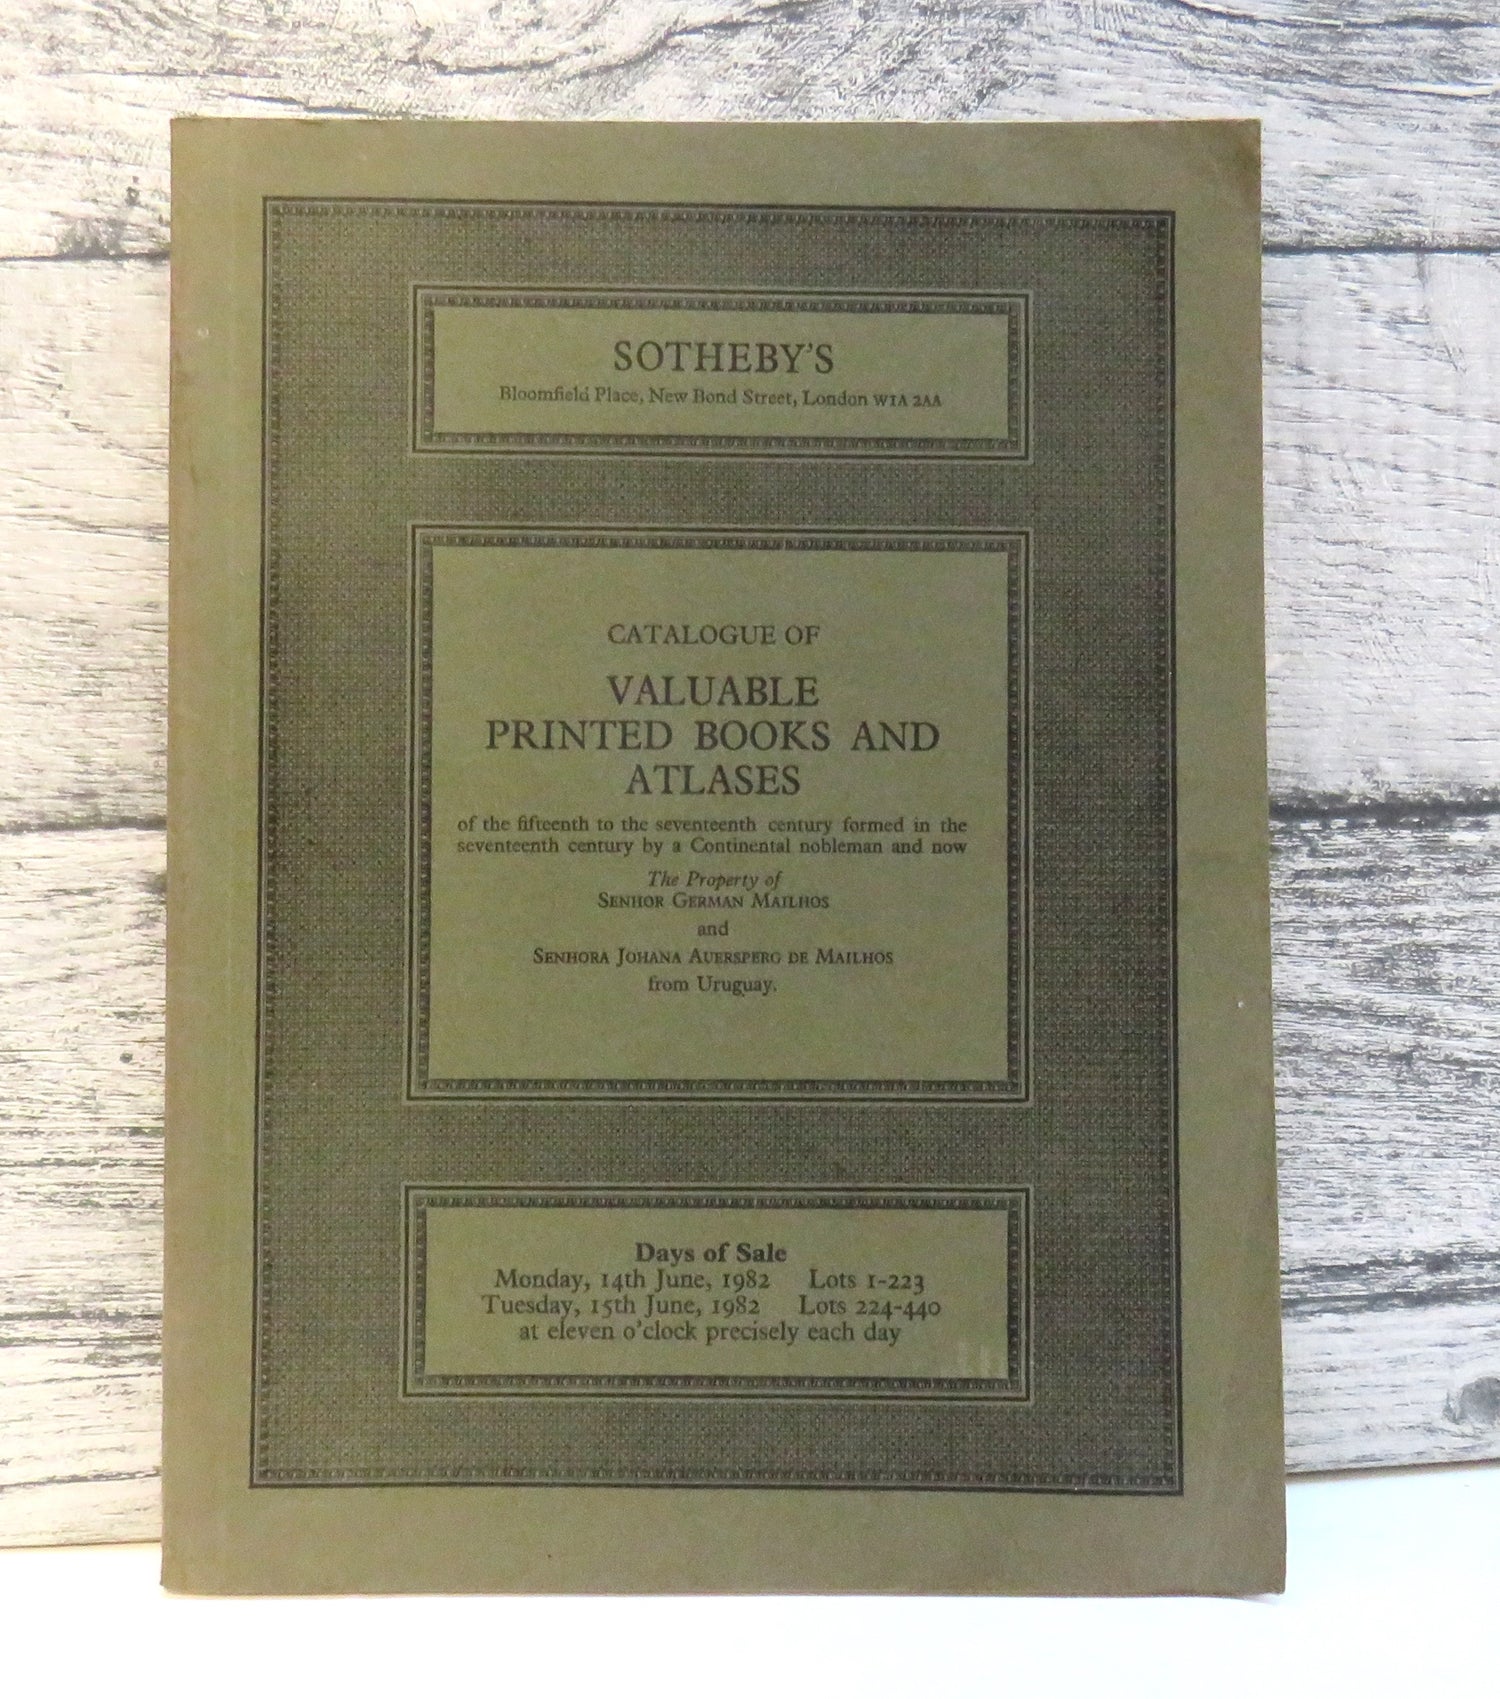 SOTHEBY'S
Bloomfield Place, New Bond Street, London W1A 2AA
CATALOGUE OF
VALUABLE
PRINTED BOOKS AND
ATLASES
of the fifteenth to the seventeenth century formed in the
seventeenth century by a Continental nobleman and now
The Property of
SENHOR GERMAN MAILHOS
and
SENHORA JOHANA AUERSPERG DE MAILHOS
from Uruguay.
Days of Sale
Monday, 14th June, 1982 Lots 1-223
Tuesday, 15th June, 1982 Lots 224-440
at eleven o'clock precisely each day